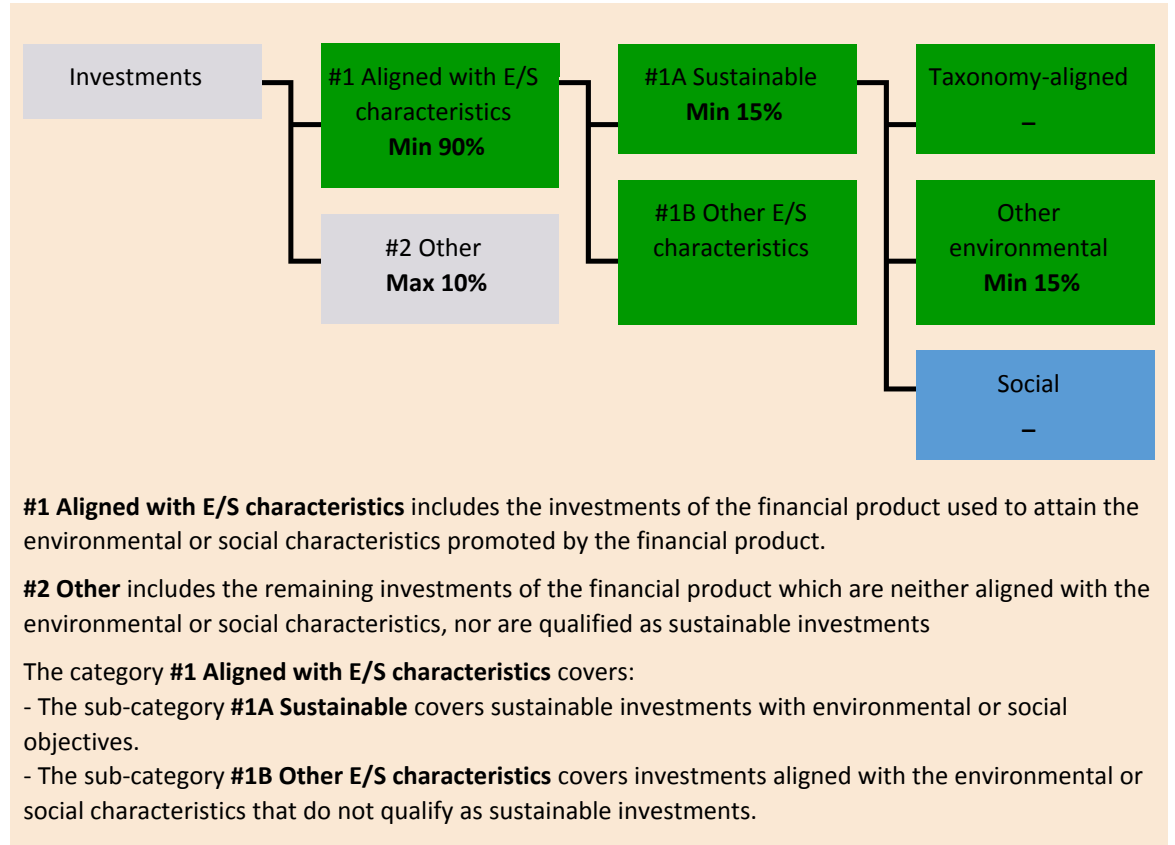 Investments
#1 Aligned with E/S
characteristics
Min 90%
#2 Other
Max 10%
#1A Sustainable
Min 15%
#1B Other E/S
characteristics
Taxonomy-aligned
–
Other
environmental
Min 15%
Social
–
#1 Aligned with E/S characteristics includes the investments of the financial product used to attain the
environmental or social characteristics promoted by the financial product.
#2 Other includes the remaining investments of the financial product which are neither aligned with the
environmental or social characteristics, nor are qualified as sustainable investments
The category #1 Aligned with E/S characteristics covers:
- The sub-category #1A Sustainable covers sustainable investments with environmental or social
objectives.
- The sub-category #1B Other E/S characteristics covers investments aligned with the environmental or
social characteristics that do not qualify as sustainable investments.